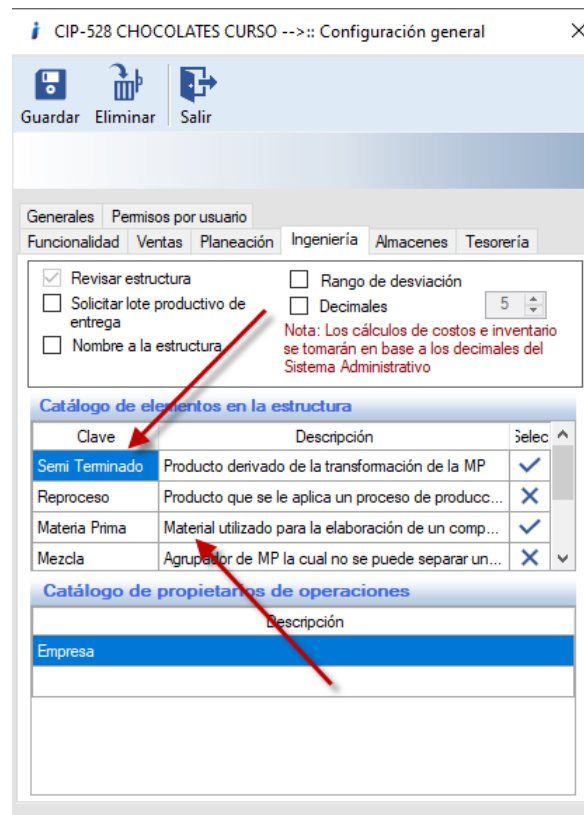 CIP-528 CHOCOLATES CURSO -->:: Configuración general
Guardar Eliminar Salir
Generales Permisos por usuario
Funcionalidad Ventas Planeación Ingeniería Almacenes Tesorería
Revisar estructura
Solicitar lote productivo de
entrega
Nombre a la estructura
Rango de desviación
Decimales 5
Nota: Los cálculos de costos e inventario
se tomarán en base a los decimales del
Sistema Administrativo
Catálogo de elementos en la estructura
Clave Descripción Selec
Semi Terminado Producto derivado de la transformación de la MP
Reproceso Producto que se le aplica un proceso de producc...
Materia Prima Material utilizado para la elaboración de un comp...
Mezcla Agrupador de MP la cual no se puede separar un...
Catálogo de propietarios de operaciones
Descripción
Empresa